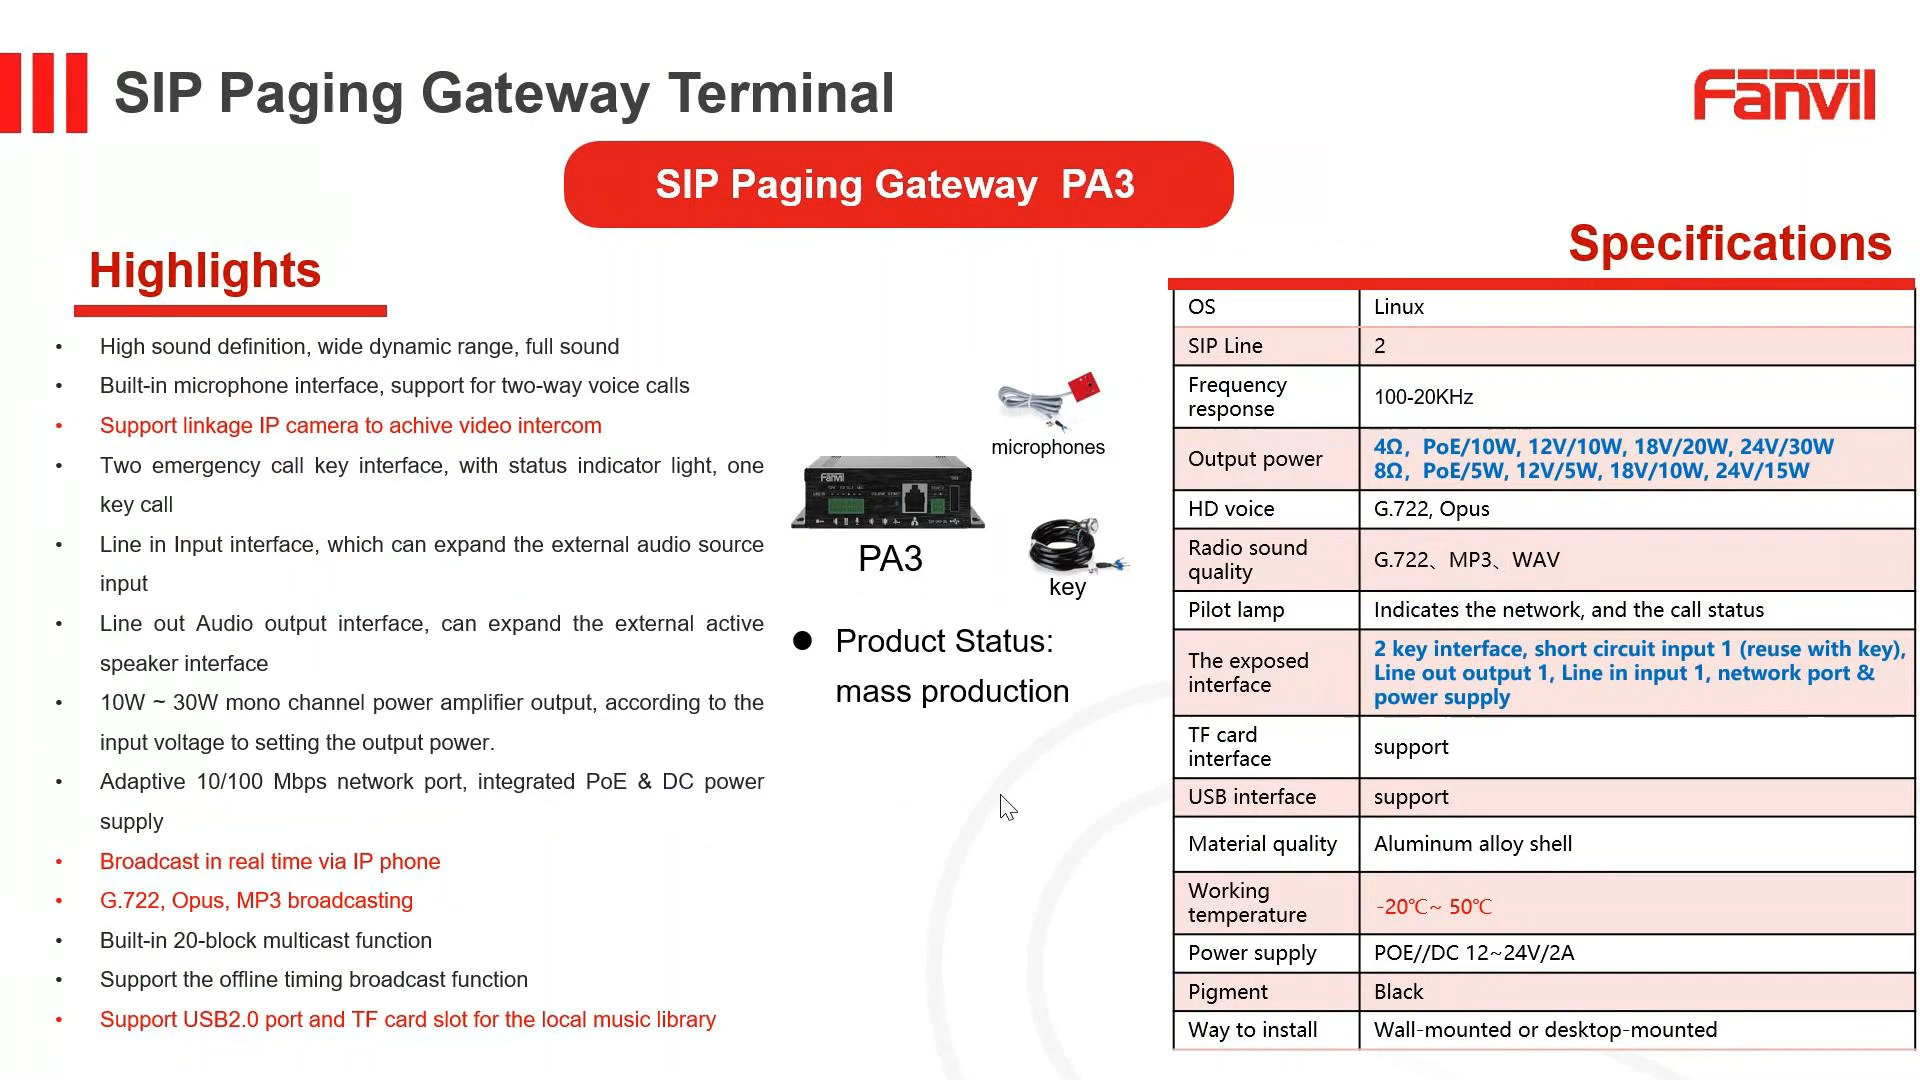 SIP Paging Gateway Terminal
Fanvil
SIP Paging Gateway PA3
Highlights
• High sound definition, wide dynamic range, full sound
• Built-in microphone interface, support for two-way voice calls
• Support linkage IP camera to achive video intercom
• Two emergency call key interface, with status indicator light, one
key call
• Line in Input interface, which can expand the external audio source
input
• Line out Audio output interface, can expand the external active
speaker interface
• 10W ~ 30W mono channel power amplifier output, according to the
input voltage to setting the output power.
• Adaptive 10/100 Mbps network port, integrated PoE & DC power
supply
• Broadcast in real time via IP phone
• G.722, Opus, MP3 broadcasting
• Built-in 20-block multicast function
• Support the offline timing broadcast function
• Support USB2.0 port and TF card slot for the local music library
microphones
Fanvil
PA3
key
● Product Status:
mass production
Specifications
OS Linux
SIP Line 2
Frequency
response
100-20KHz
Output power
4Ω, PoE/10W, 12V/10W, 18V/20W, 24V/30W
8Ω, PoE/5W, 12V/5W, 18V/10W, 24V/15W
HD voice G.722, Opus
Radio sound
quality
G.722、MP3、WAV
Pilot lamp Indicates the network, and the call status
The exposed
interface
2 key interface, short circuit input 1 (reuse with key),
Line out output 1, Line in input 1, network port &
power supply
TF card
interface
support
USB interface support
Material quality Aluminum alloy shell
Working
temperature
-20℃~ 50℃
Power supply POE//DC 12~24V/2A
Pigment Black
Way to install Wall-mounted or desktop-mounted